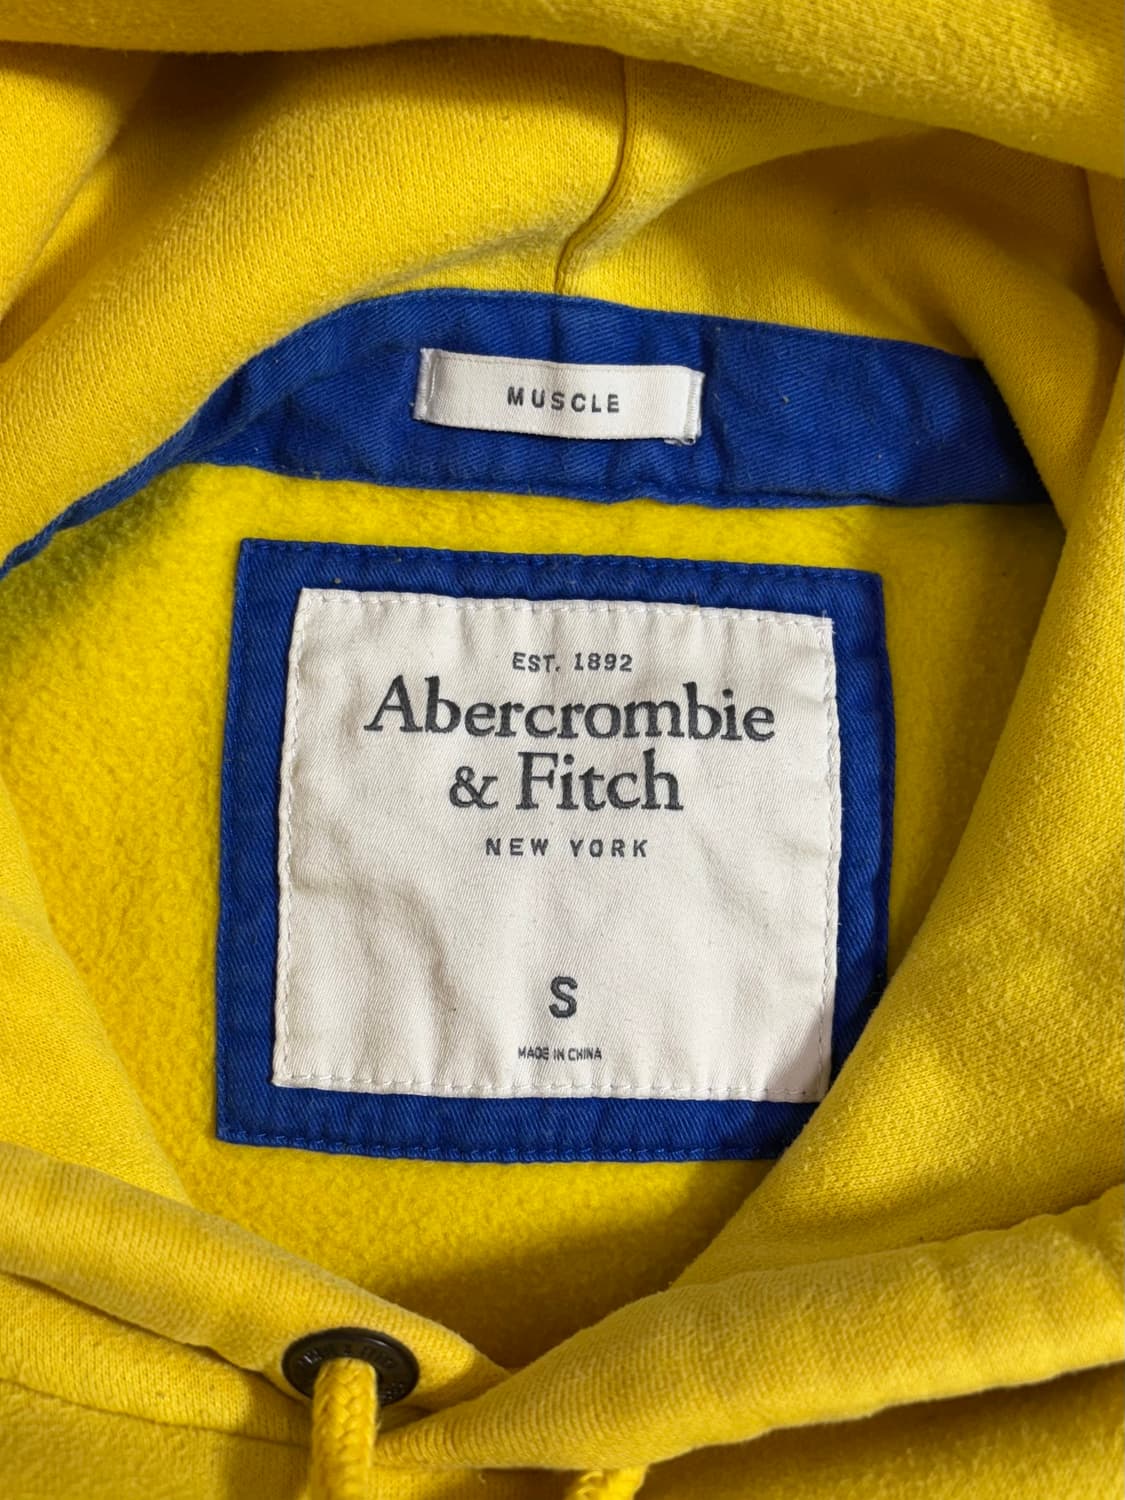 MUSCLE
EST. 1892
Abercrombie
& Fitch
NEW YORK
S
MADE IN CHINA